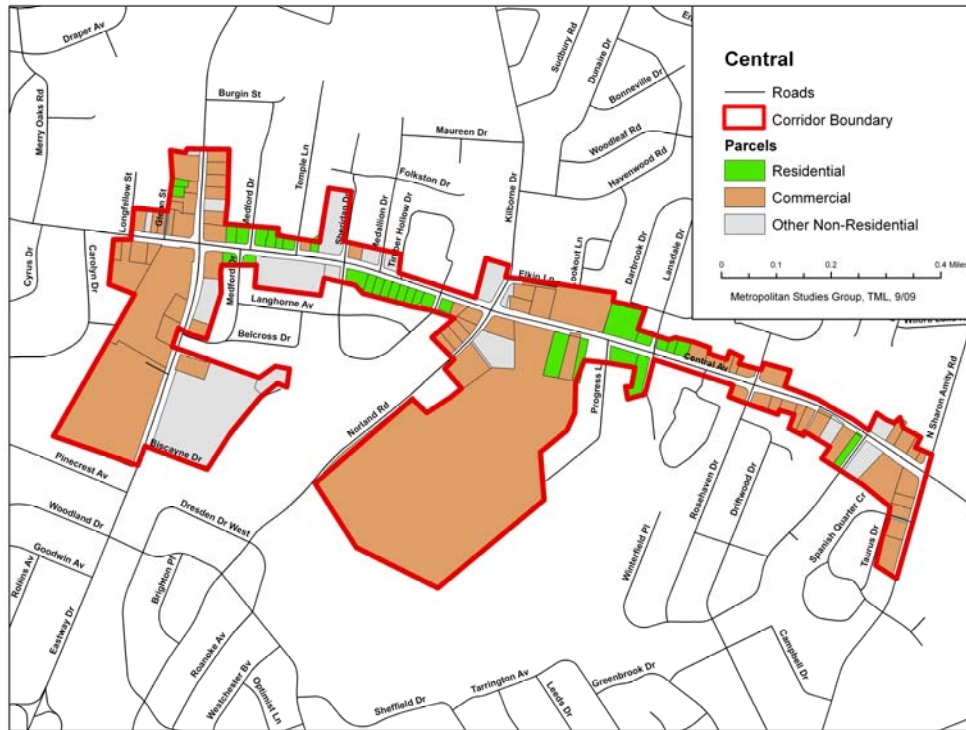 Draper Av
Merry Oaks Rd
Burgin St
Temple Ln
Maureen Dr
Folkston Dr
Sudbury Rd
Dunaire Dr
Bonneville Dr
Woodleaf Rd
Havenwood Rd
Kilborne Dr
Central
Roads
Corridor Boundary
Parcels
Residential
Commercial
Other Non-Residential
0 0.1 0.2 0.4 Miles
Metropolitan Studies Group, TML, 9/09
Longfellow St
Medford Dr
Sheridan Dr
Medallion Dr
Timber Hollow Dr
Cyrus Dr
Carolyn Dr
Medford Dr
Langhorne Av
Belcross Dr
Elkin Ln
Darbrook Dr
Lansdale Dr
Central Av
N Sharon Amity Rd
Norland Rd
Biscayne Dr
Pinecrest Av
Woodland Dr
Goodwin Av
Rollins Av
Eastway Dr
Dresden Dr West
Brighton Pl
Roanoke Av
Westchester Bv
Optimist Ln
Sheffield Dr
Tarrington Av
Leeds Dr
Greenbrook Dr
Campbell Dr
Winterfield Pl
Rosehaven Dr
Driftwood Dr
Spanish Quarter Cr
Taurus Dr
Progress L